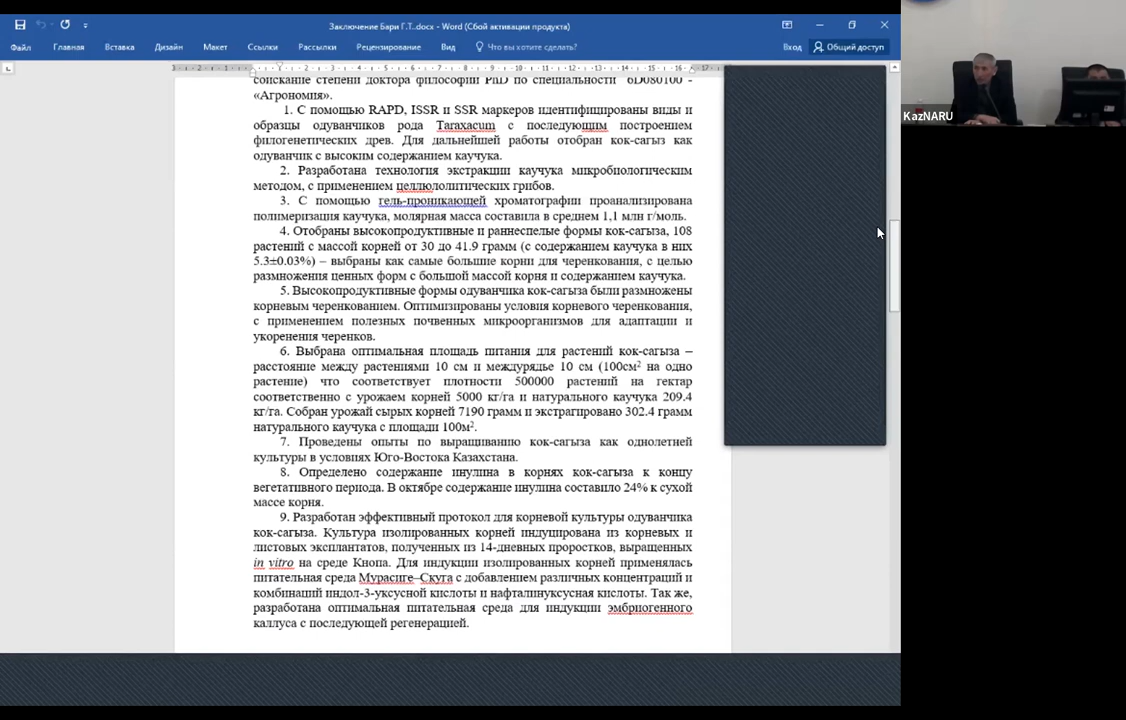 Заключение Бари Г.Т..docx - Word (Сбой активации продукта)
Файл Главная Вставка Дизайн Макет Ссылки Рассылки Рецензирование Вид Что вы хотите сделать? Вход Общий доступ
соискание степени доктора философии PhD по специальности 6D080100 -
«Агрономия».
1. С помощью RAPD, ISSR и SSR маркеров идентифицированы виды и
образцы одуванчиков рода Taraxacum с последующим построением
филогенетических древ. Для дальнейшей работы отобран кок-сагыз как
одуванчик с высоким содержанием каучука.
2. Разработана технология экстракции каучука микробиологическим
методом, с применением целлюлолитических грибов.
3. С помощью гель-проникающей хроматографии проанализирована
полимеризация каучука, молярная масса составила в среднем 1,1 млн г/моль.
4. Отобраны высокопродуктивные и раннеспелые формы кок-сагыза, 108
растений с массой корней от 30 до 41.9 грамм (с содержанием каучука в них
5.3±0.03%) – выбраны как самые большие корни для черенкования, с целью
размножения ценных форм с большой массой корня и содержанием каучука.
5. Высокопродуктивные формы одуванчика кок-сагыза были размножены
корневым черенкованием. Оптимизированы условия корневого черенкования,
с применением полезных почвенных микроорганизмов для адаптации и
укоренения черенков.
6. Выбрана оптимальная площадь питания для растений кок-сагыза –
расстояние между растениями 10 см и междурядье 10 см (100см² на одно
растение) что соответствует плотности 500000 растений на гектар
соответственно с урожаем корней 5000 кг/га и натурального каучука 209.4
кг/га. Собран урожай сырых корней 7190 грамм и экстрагировано 302.4 грамм
натурального каучука с площади 100м².
7. Проведены опыты по выращиванию кок-сагыза как однолетней
культуры в условиях Юго-Востока Казахстана.
8. Определено содержание инулина в корнях кок-сагыза к концу
вегетативного периода. В октябре содержание инулина составило 24% к сухой
массе корня.
9. Разработан эффективный протокол для корневой культуры одуванчика
кок-сагыза. Культура изолированных корней индуцирована из корневых и
листовых эксплантатов, полученных из 14-дневных проростков, выращенных
in vitro на среде Кнопа. Для индукции изолированных корней применялась
питательная среда Мурасиге–Скуга с добавлением различных концентраций и
комбинаций индол-3-уксусной кислоты и нафталинуксусная кислоты. Так же,
разработана оптимальная питательная среда для индукции эмбриогенного
каллуса с последующей регенерацией.
KazNARU